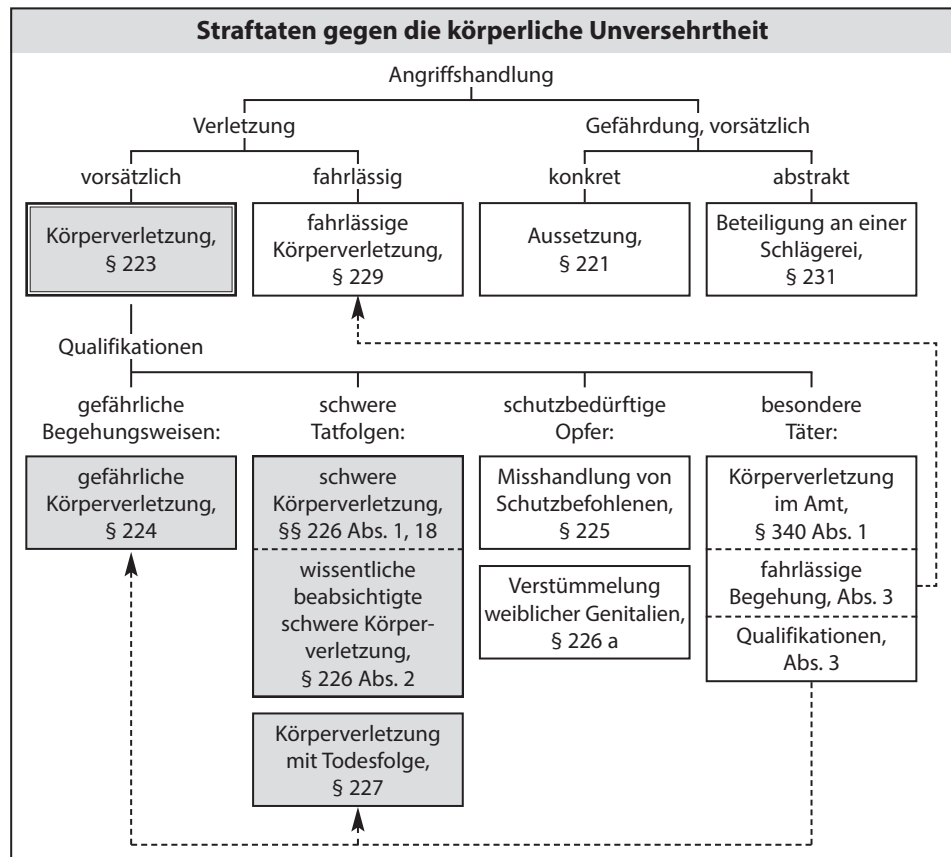 Straftaten gegen die körperliche Unversehrtheit
Angriffshandlung
Verletzung
Gefährdung, vorsätzlich
vorsätzlich
fahrlässig
konkret
abstrakt
Körperverletzung,
§ 223
fahrlässige
Körperverletzung,
§ 229
Aussetzung,
§ 221
Beteiligung an einer
Schlägerei,
§ 231
Qualifikationen
gefährliche
Begehungsweisen:
schwere
Tatfolgen:
schutzbedürftige
Opfer:
besondere
Täter:
gefährliche
Körperverletzung,
§ 224
schwere
Körperverletzung,
§§ 226 Abs. 1, 18
wissentliche
beabsichtigte
schwere Körper-
verletzung,
§ 226 Abs. 2
Körperverletzung
mit Todesfolge,
§ 227
Misshandlung von
Schutzbefohlenen,
§ 225
Verstümmelung
weiblicher Genitalien,
§ 226 a
Körperverletzung
im Amt,
§ 340 Abs. 1
fahrlässige
Begehung, Abs. 3
Qualifikationen,
Abs. 3